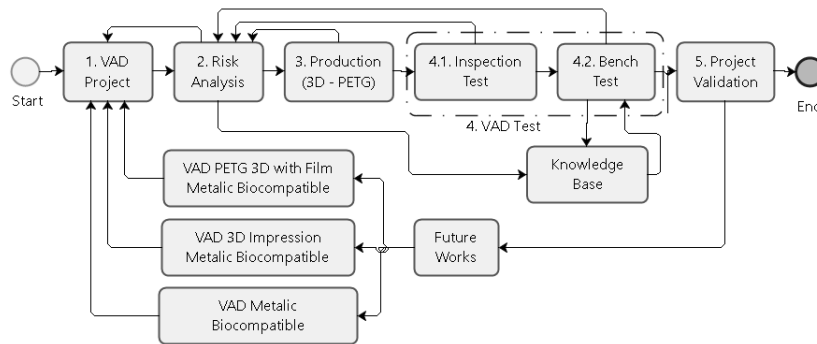 1. VAD
Project
2. Risk
Analysis
3. Production
(3D - PETG)
4.1. Inspection
Test
4.2. Bench
Test
5. Project
Validation
Start
End
4. VAD Test
Knowledge
Base
VAD PETG 3D with Film
Metalic Biocompatible
VAD 3D Impression
Metalic Biocompatible
Future
Works
VAD Metalic
Biocompatible